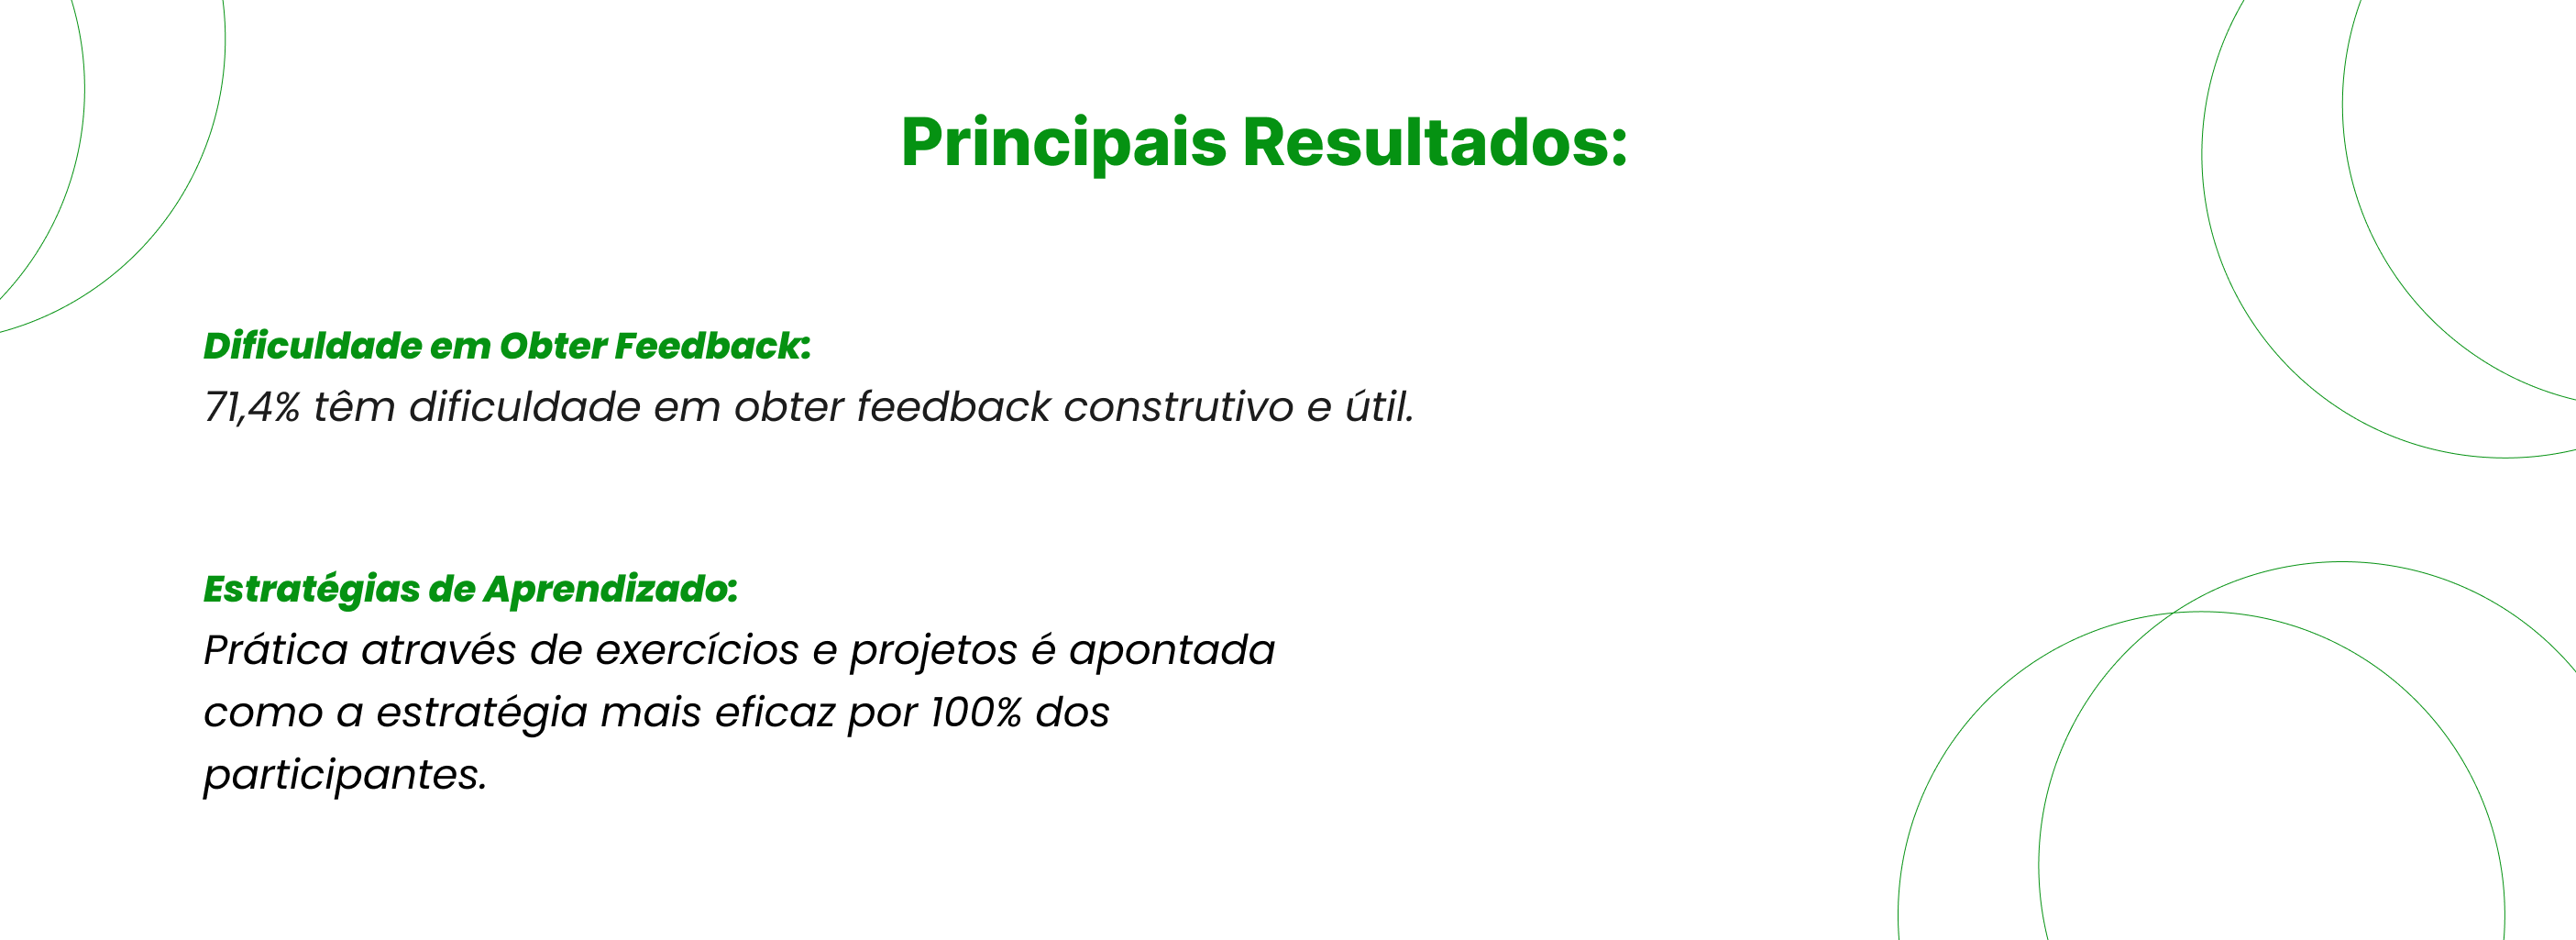 Principais Resultados:
Dificuldade em Obter Feedback:
71,4% têm dificuldade em obter feedback construtivo e útil.
Estratégias de Aprendizado:
Prática através de exercícios e projetos é apontada
como a estratégia mais eficaz por 100% dos
participantes.